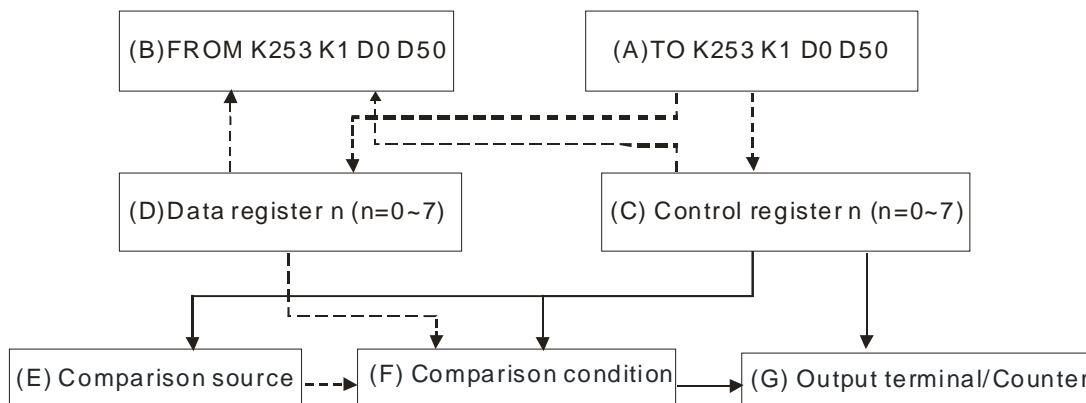 (B)FROM K253 K1 D0 D50
(A)TO K253 K1 D0 D50
(D)Data register n (n=0~7)
(C) Control register n (n=0~7)
(E) Comparison source
(F) Comparison condition
(G) Output terminal/Counter